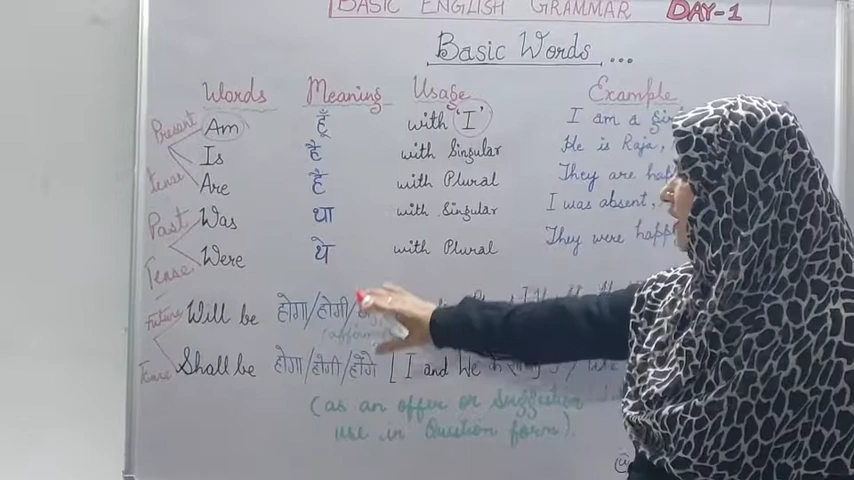 BASIC ENGLISH GRAMMAR DAY-1
Basic Words ...
Words Meaning Usage Example
Present Tense
Am हूँ with 'I' I am a
Is है with Singular He is Raja,
Are हैं with Plural They are
Past Tense
Was था with Singular I was absent,
Were थे with Plural They were
Future Tense
Will be होगा/होगी/
Shall be होगा/होगी/होंगे [ I and We के साथ
(as an offer or Suggestion
use in Question form).